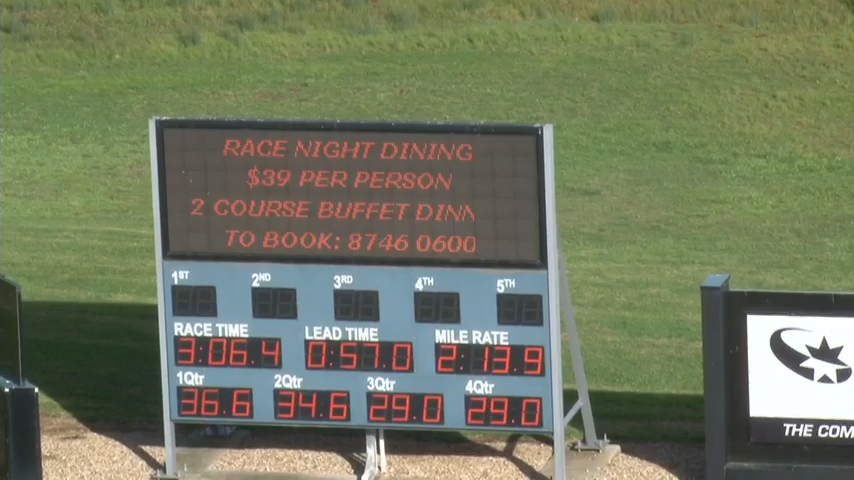 RACE NIGHT DINING
$39 PER PERSON
2 COURSE BUFFET DINN
TO BOOK: 8746 0600
1ST 2ND 3RD 4TH 5TH
RACE TIME LEAD TIME MILE RATE
3:06.4 0:57.0 2:13.9
1Qtr 2Qtr 3Qtr 4Qtr
36.6 34.6 29.0 29.0
THE COM